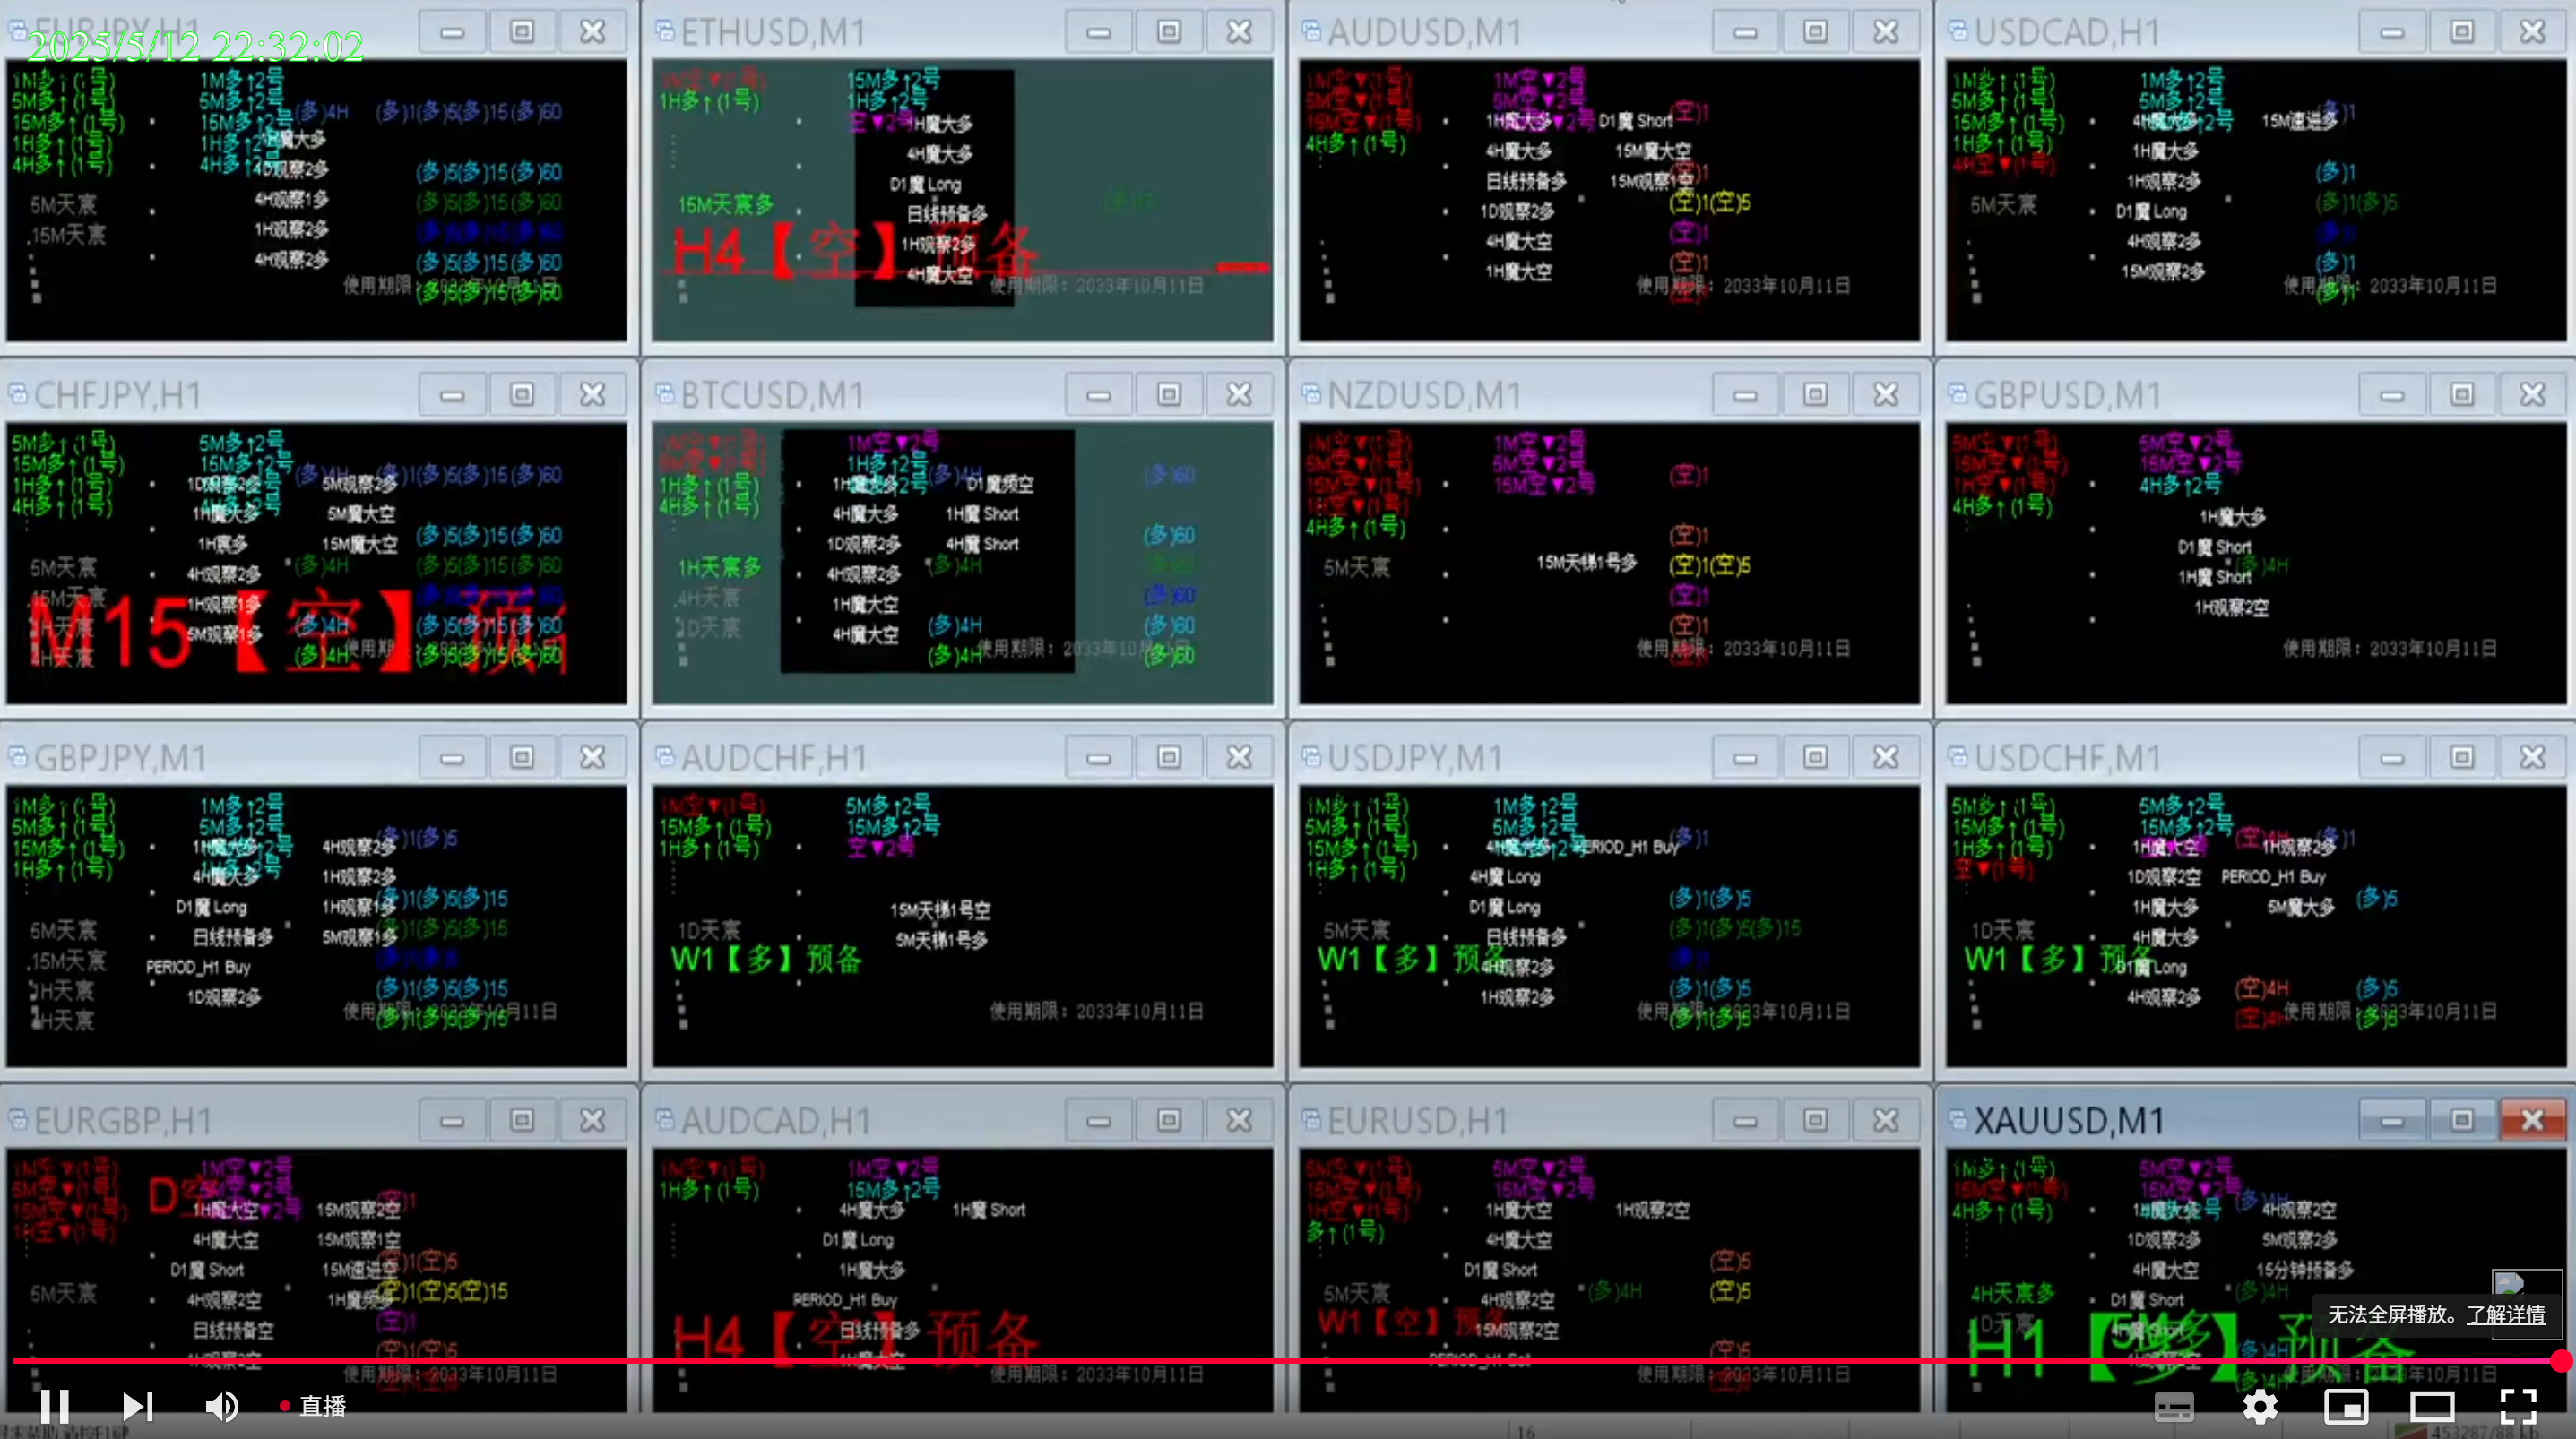 EURJPY,H1
2025/5/12 22:32:02
1M多↑(1号)
5M多↑(1号)
15M多↑(1号)
1H多↑(1号)
4H多↑(1号)
1M多↑2号
5M多↑2号
15M多↑2号
1H多↑2号
4H多↑2号
(多)4H (多)1(多)5(多)15(多)60
魔大多
观察2多
4H观察1多
1H观察2多
4H观察2多
(多)5(多)15(多)60
(多)5(多)15(多)60
(多)5(多)15(多)60
(多)5(多)15(多)60
5M天宸
15M天宸
使用期限:
ETHUSD,M1
1H多↑(1号)
15M多↑2号
1H多↑2号
空▼2号
1H魔大多
4H魔大多
D1魔 Long
日线预备多
1H观察2多
4H魔大空
15M天宸多
H4【空】预备
使用期限：2033年10月11日
AUDUSD,M1
1M空▼(1号)
5M空▼(1号)
15M空▼(1号)
4H多↑(1号)
1M空▼2号
5M空▼2号
1H魔大多
D1魔 Short
(空)1
4H魔大多
15M魔大空
日线预备多
15M观察1空
1D观察2多
(空)1(空)5
4H魔大空
(空)1
1H魔大空
(空)1
使用期限：2033年10月11日
USDCAD,H1
1M多↑(1号)
5M多↑(1号)
15M多↑(1号)
1H多↑(1号)
4H空▼(1号)
1M多↑2号
5M多↑2号
4H魔大多
15M速进多
1H魔大多
1H观察2多
(多)1
D1魔 Long
(多)1(多)5
4H观察2多
15M观察2多
(多)1
(多)1
5M天宸
使用期限：2033年10月11日
CHFJPY,H1
5M多↑(1号)
15M多↑(1号)
1H多↑(1号)
4H多↑(1号)
5M多↑2号
15M多↑2号
(多)4H (多)1(多)5(多)15(多)60
1D观察2多
5M观察2多
1H魔大多
5M魔大空
1H宸多
15M魔大空
4H观察2多
1H观察1多
5M观察1多
(多)5(多)15(多)60
(多)4H (多)5(多)15(多)60
(多)4H (多)5(多)15(多)60
(多)4H (多)5(多)15(多)60
5M天宸
15M天宸
1H天宸
4H天宸
M15【空】预
BTCUSD,M1
1H多↑(1号)
4H多↑(1号)
1M空▼2号
1H多↑2号
(多)4H
(多)60
D1魔频空
4H魔大多
1H魔 Short
1D观察2多
4H魔 Short
4H观察2多
(多)4H
1H魔大空
4H魔大空
(多)60
(多)60
(多)4H
(多)60
(多)4H
(多)60
1H天宸多
4H天宸
1D天宸
使用期限：2033年10月11日
NZDUSD,M1
1M空▼(1号)
5M空▼(1号)
15M空▼(1号)
1H空▼(1号)
4H多↑(1号)
1M空▼2号
5M空▼2号
15M空▼2号
(空)1
(空)1
15M天梯1号多
(空)1(空)5
(空)1
(空)1
5M天宸
使用期限：2033年10月11日
GBPUSD,M1
5M空▼(1号)
15M空▼(1号)
1H空▼(1号)
4H多↑(1号)
5M空▼2号
15M空▼2号
4H多↑2号
1H魔大多
D1魔 Short
1H魔 Short
(多)4H
1H观察2空
使用期限：2033年10月11日
GBPJPY,M1
1M多↑(1号)
5M多↑(1号)
15M多↑(1号)
1H多↑(1号)
1M多↑2号
5M多↑2号
(多)1(多)5
1H魔大多
4H观察2多
4H魔大多
1H观察2多
D1魔 Long
1H观察1多
日线预备多
5M观察1多
PERIOD_H1 Buy
1D观察2多
(多)1(多)5(多)15
(多)1(多)5(多)15
(多)1(多)5(多)15
(多)1(多)5(多)15
5M天宸
15M天宸
1H天宸
4H天宸
AUDCHF,H1
1M空▼(1号)
15M多↑(1号)
1H多↑(1号)
5M多↑2号
15M多↑2号
空▼2号
15M天梯1号空
5M天梯1号多
1D天宸
W1【多】预备
使用期限：2033年10月11日
USDJPY,M1
1M多↑(1号)
5M多↑(1号)
15M多↑(1号)
1H多↑(1号)
1M多↑2号
5M多↑2号
PERIOD_H1 Buy
(多)1
4H魔 Long
D1魔 Long
(多)1(多)5
日线预备多
(多)1(多)5(多)15
4H观察2多
1H观察2多
(多)1(多)5
(多)1(多)5
5M天宸
W1【多】预备
使用期限：2033年10月11日
USDCHF,M1
5M多↑(1号)
15M多↑(1号)
1H多↑(1号)
空▼(1号)
5M多↑2号
15M多↑2号
(空)4H
(多)1
1H魔大空
1H观察2多
1D观察2空
PERIOD_H1 Buy
1H魔大多
5M魔大多
(多)5
4H魔大多
D1魔 Long
4H观察2多
(空)4H
(多)5
(空)4H
(多)5
1D天宸
W1【多】预备
使用期限：2033年10月11日
EURGBP,H1
1M空▼(1号)
5M空▼(1号)
15M空▼(1号)
1H空▼(1号)
1M空▼2号
5M空▼2号
1H魔大空
15M观察2空
4H魔大空
15M观察1空
D1魔 Short
15M速进空
4H观察2空
日线预备空
(空)1(空)5
(空)1(空)5(空)15
(空)1
(空)1(空)5
5M天宸
使用期限：2033年10月11日
AUDCAD,H1
1M空▼(1号)
1H多↑(1号)
1M空▼2号
15M多↑2号
4H魔大多
1H魔 Short
D1魔 Long
1H魔大多
PERIOD_H1 Buy
日线预备多
4H魔大空
H4【空】预备
使用期限：2033年10月11日
EURUSD,H1
5M空▼(1号)
15M空▼(1号)
1H空▼(1号)
多↑(1号)
5M空▼2号
15M空▼2号
1H魔大空
1H观察2空
4H魔大空
D1魔 Short
(空)5
4H观察2空
(多)4H
(空)5
15M观察2空
(空)5
5M天宸
W1【空】预
使用期限：2033年10月11日
XAUUSD,M1
1M多↑(1号)
15M空▼(1号)
4H多↑(1号)
5M空▼2号
15M空▼2号
(多)4H
1H魔大多
4H观察2空
1D观察2多
5M观察2多
4H魔大空
15分钟预备多
D1魔 Short
(多)4H
4H天宸多
1D天宸
H1【多】预备
使用期限：2033年10月11日
无法全屏播放。了解详情
直播
16
453287/88 kb